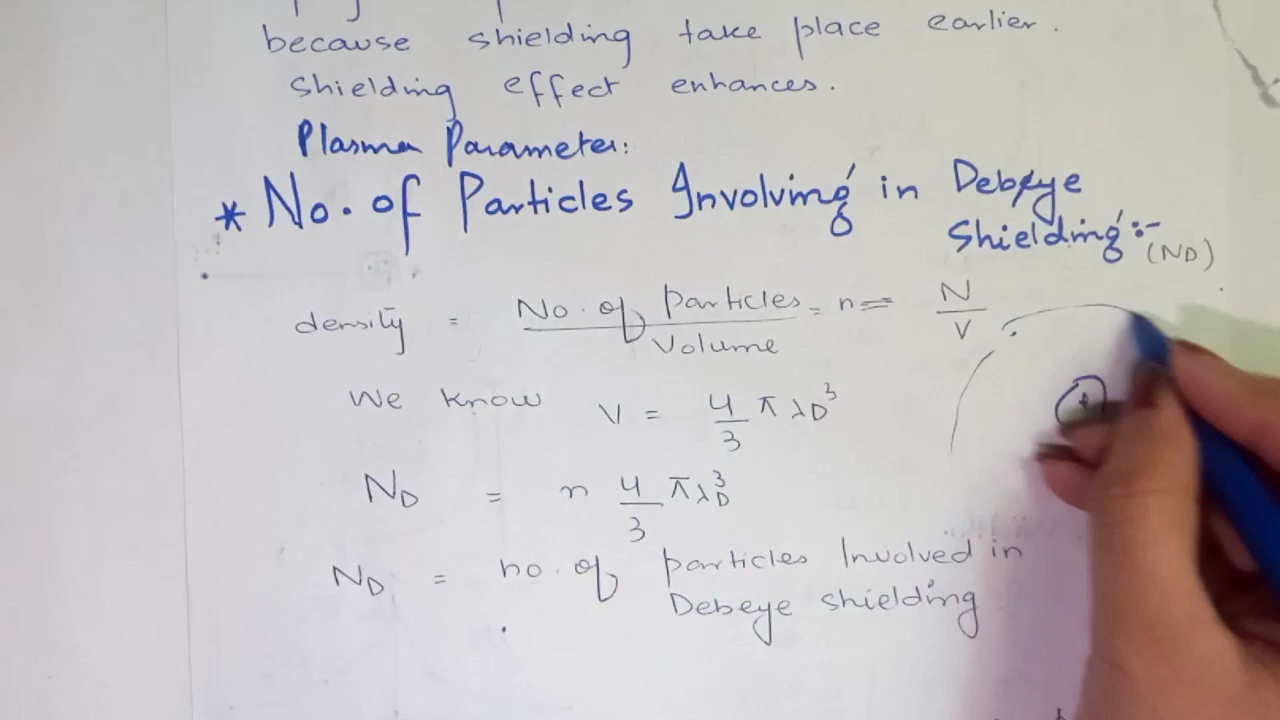 because shielding take place earlier.
shielding effect enhances.
Plasma Parameter:
* No. of Particles Involving in Debye
Shielding :- (ND)
density = No. of Particles / Volume = n = N / V
We know V = 4/3 π λD³
ND = n 4/3 π λD³
ND = no. of particles Involved in
Debeye shielding
+